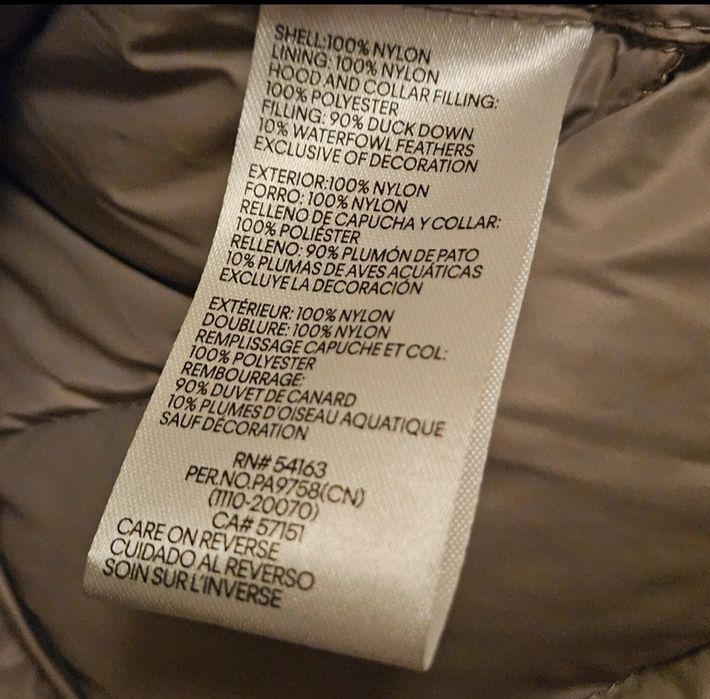 SHELL:100% NYLON
LINING: 100% NYLON
HOOD AND COLLAR FILLING:
100% POLYESTER
FILLING: 90% DUCK DOWN
10% WATERFOWL FEATHERS
EXCLUSIVE OF DECORATION
EXTERIOR:100% NYLON
FORRO: 100% NYLON
RELLENO DE CAPUCHA Y COLLAR:
100% POLIÉSTER
RELLENO: 90% PLUMÓN DE PATO
10% PLUMAS DE AVES ACUÁTICAS
EXCLUYE LA DECORACIÓN
EXTÉRIEUR: 100% NYLON
DOUBLURE: 100% NYLON
REMPLISSAGE CAPUCHE ET COL:
100% POLYESTER
REMBOURRAGE:
90% DUVET DE CANARD
10% PLUMES D'OISEAU AQUATIQUE
SAUF DÉCORATION
RN# 54163
PER.NO.PA9758(CN)
(1110-20070)
CA# 57151
CARE ON REVERSE
CUIDADO AL REVERSO
SOIN SUR L'INVERSE